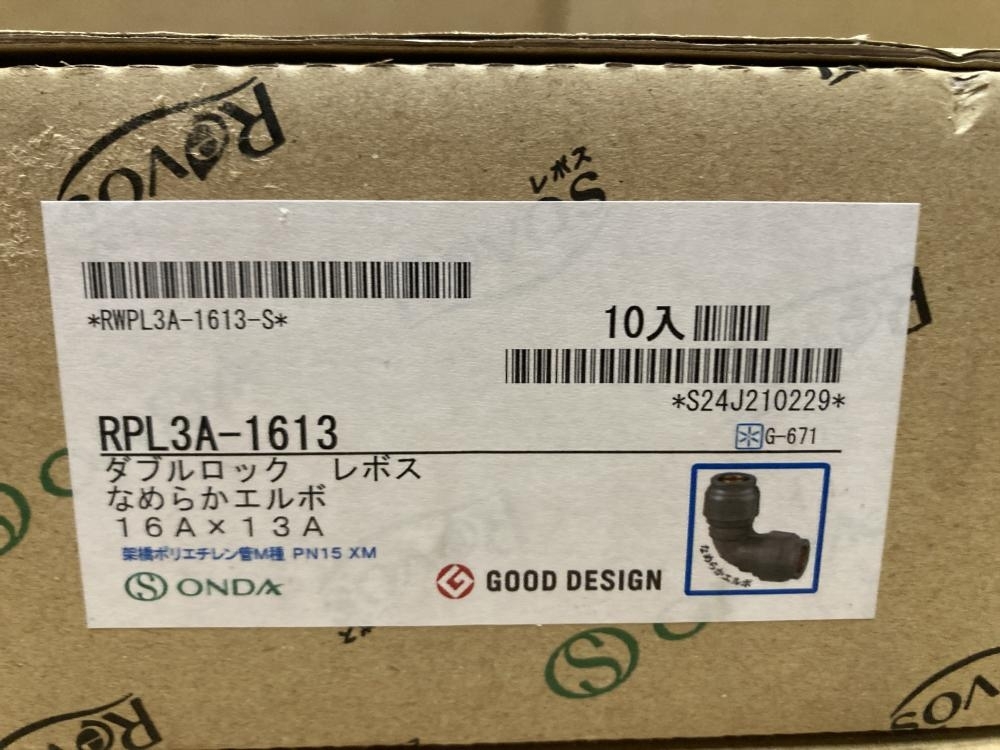 RevOS
レボス
*RWPL3A-1613-S*
10入
*S24J210229*
RPL3A-1613
G-671
ダブルロック　レボス
なめらかエルボ
16A×13A
架橋ポリエチレン管M種 PN15 XM
ONDA
GOOD DESIGN
なめらかエルボ